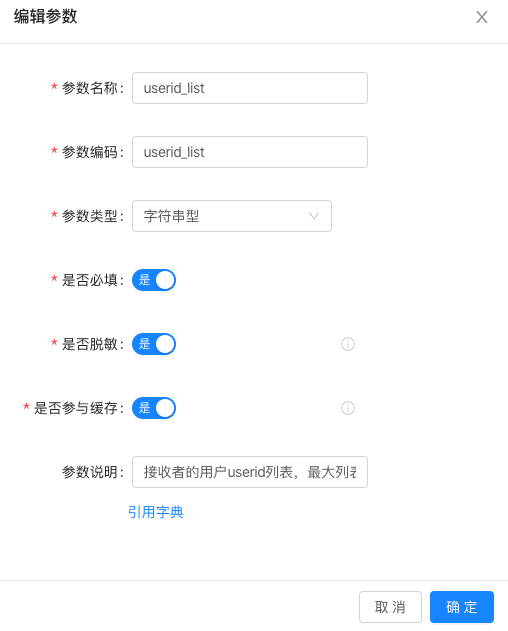 编辑参数
* 参数名称: userid_list
* 参数编码: userid_list
* 参数类型: 字符串型
* 是否必填: 是
* 是否脱敏: 是
* 是否参与缓存: 是
参数说明: 接收者的用户userid列表，最大列表
引用字典
取 消 确 定